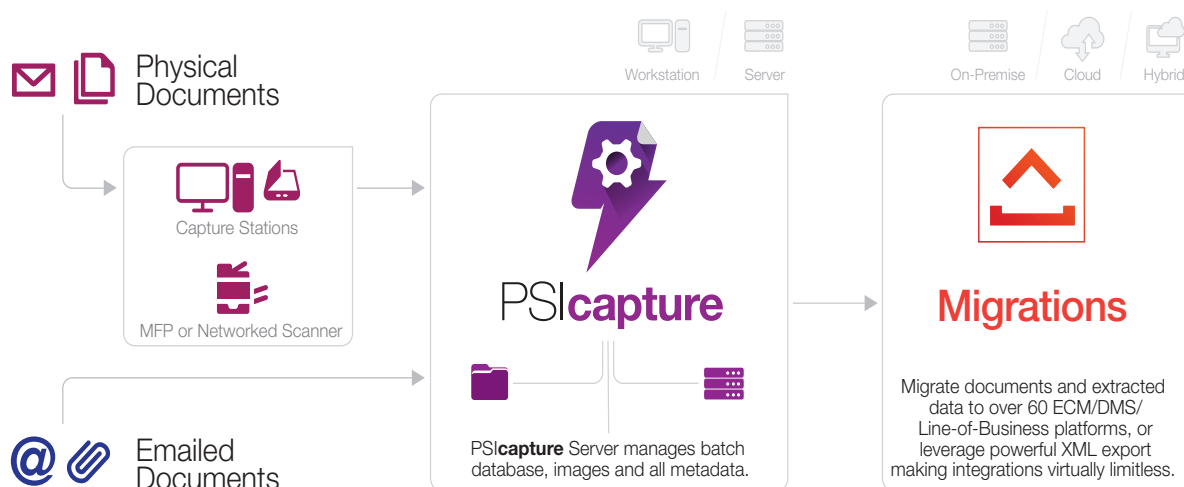 Physical
Documents
Capture Stations
MFP or Networked Scanner
@ Emailed
Documents
Workstation
Server
PSIcapture
PSIcapture Server manages batch
database, images and all metadata.
On-Premise
Cloud
Hybrid
Migrations
Migrate documents and extracted
data to over 60 ECM/DMS/
Line-of-Business platforms, or
leverage powerful XML export
making integrations virtually limitless.